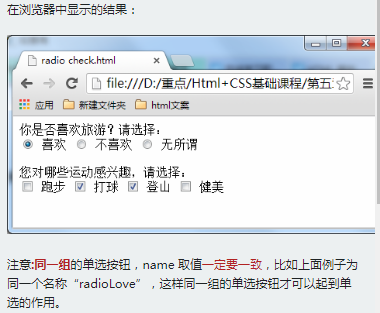 在浏览器中显示的结果：
radio check.html
file:///D:/重点/Html+CSS基础课程/第五
应用 新建文件夹 html文案
你是否喜欢旅游？请选择：
喜欢 不喜欢 无所谓
您对哪些运动感兴趣，请选择：
跑步 打球 登山 健美
注意:同一组的单选按钮，name 取值一定要一致，比如上面例子为
同一个名称“radioLove”，这样同一组的单选按钮才可以起到单
选的作用。